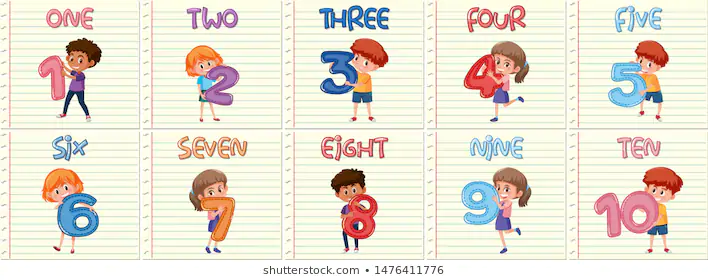 ONE TWO THREE FOUR FIVE
1 2 3 4 5
SIX SEVEN EIGHT NINE TEN
6 7 8 9 10
shutterstock.com • 1476411776